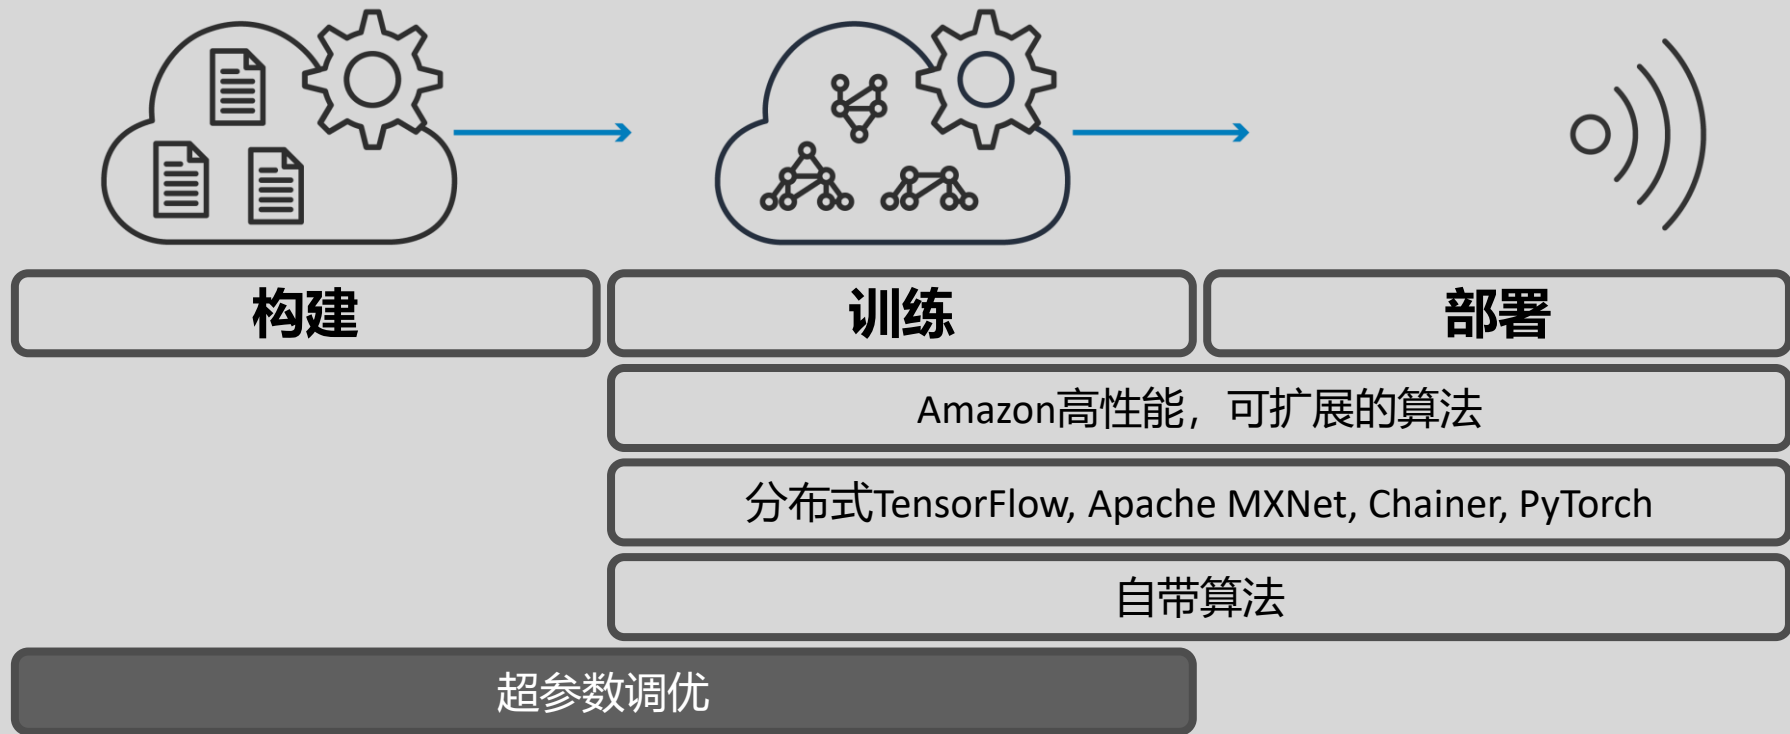 构建
训练
部署
Amazon高性能，可扩展的算法
分布式TensorFlow, Apache MXNet, Chainer, PyTorch
自带算法
超参数调优